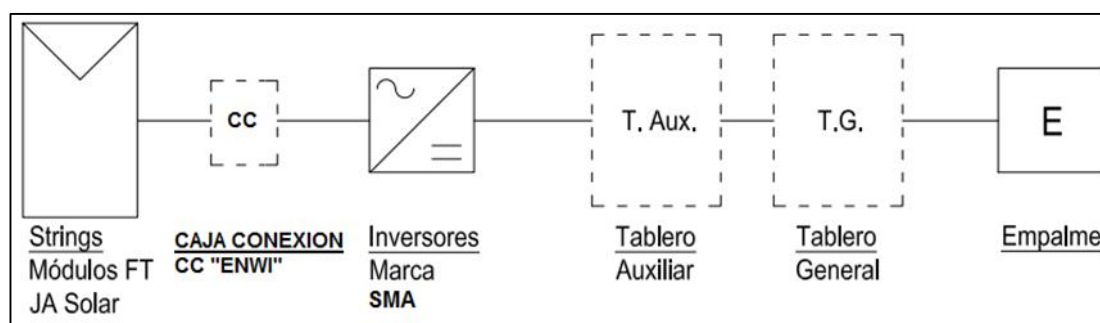 CC
T. Aux.
T.G.
E
Strings
Módulos FT
JA Solar
CAJA CONEXION
CC "ENWI"
Inversores
Marca
SMA
Tablero
Auxiliar
Tablero
General
Empalme